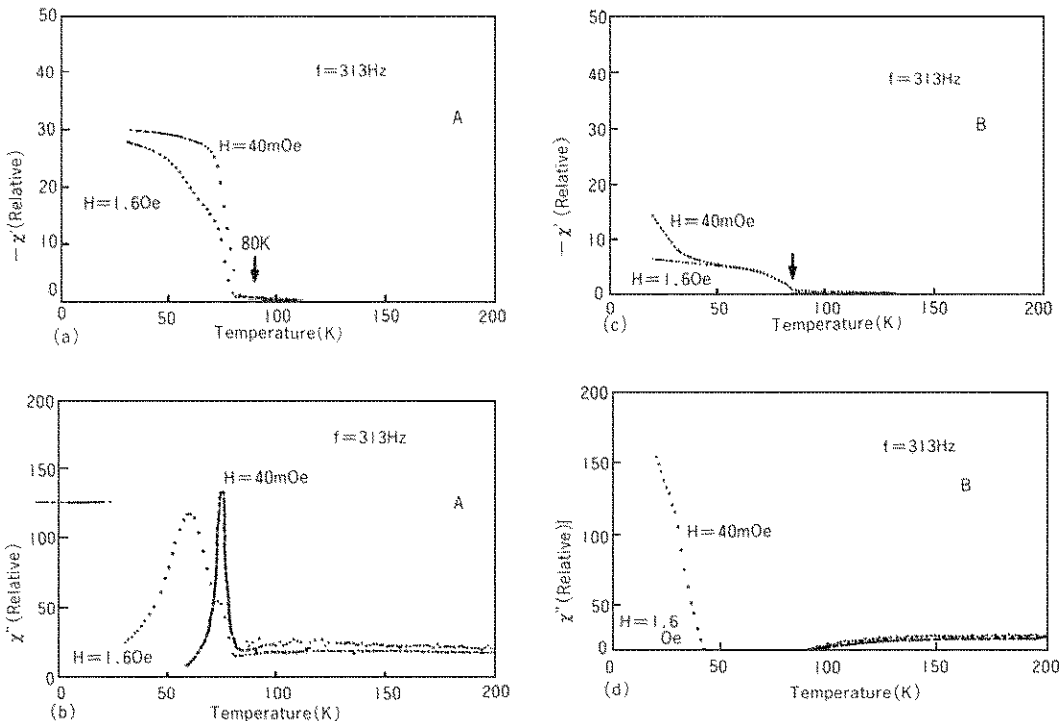 50
40
30
20
10
0
− χ′(Relative)
f=313Hz
A
H=40mOe
H=1.6Oe
80K
0
50
100
150
200
Temperature(K)
(a)
50
40
30
20
10
0
− χ′(Relative)
f=313Hz
B
H=40mOe
H=1.6Oe
0
50
100
150
200
Temperature(K)
(c)
200
150
100
50
0
χ″(Relative)
f=313Hz
H=40mOe
A
H=1.6Oe
0
50
100
150
200
Temperature(K)
(b)
200
150
100
50
0
χ″(Relative)
f=313Hz
B
H=40mOe
H=1,6
Oe
0
50
100
150
200
Temperature(K)
(d)